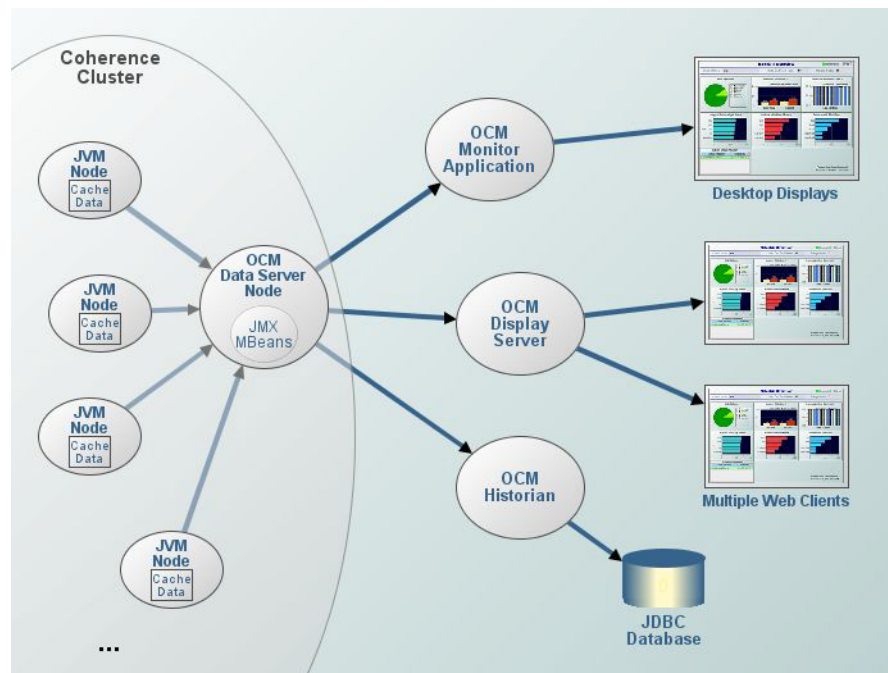 Coherence
Cluster
JVM
Node
Cache
Data
JVM
Node
Cache
Data
JVM
Node
Cache
Data
JVM
Node
Cache
Data
...
OCM
Data Server
Node
JMX
MBeans
OCM
Monitor
Application
OCM
Display
Server
OCM
Historian
Desktop Displays
Multiple Web Clients
JDBC
Database